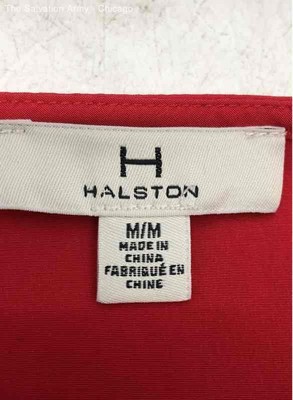 The Salvation Army - Chicago
H
HALSTON
M/M
MADE IN
CHINA
FABRIQUÉ EN
CHINE